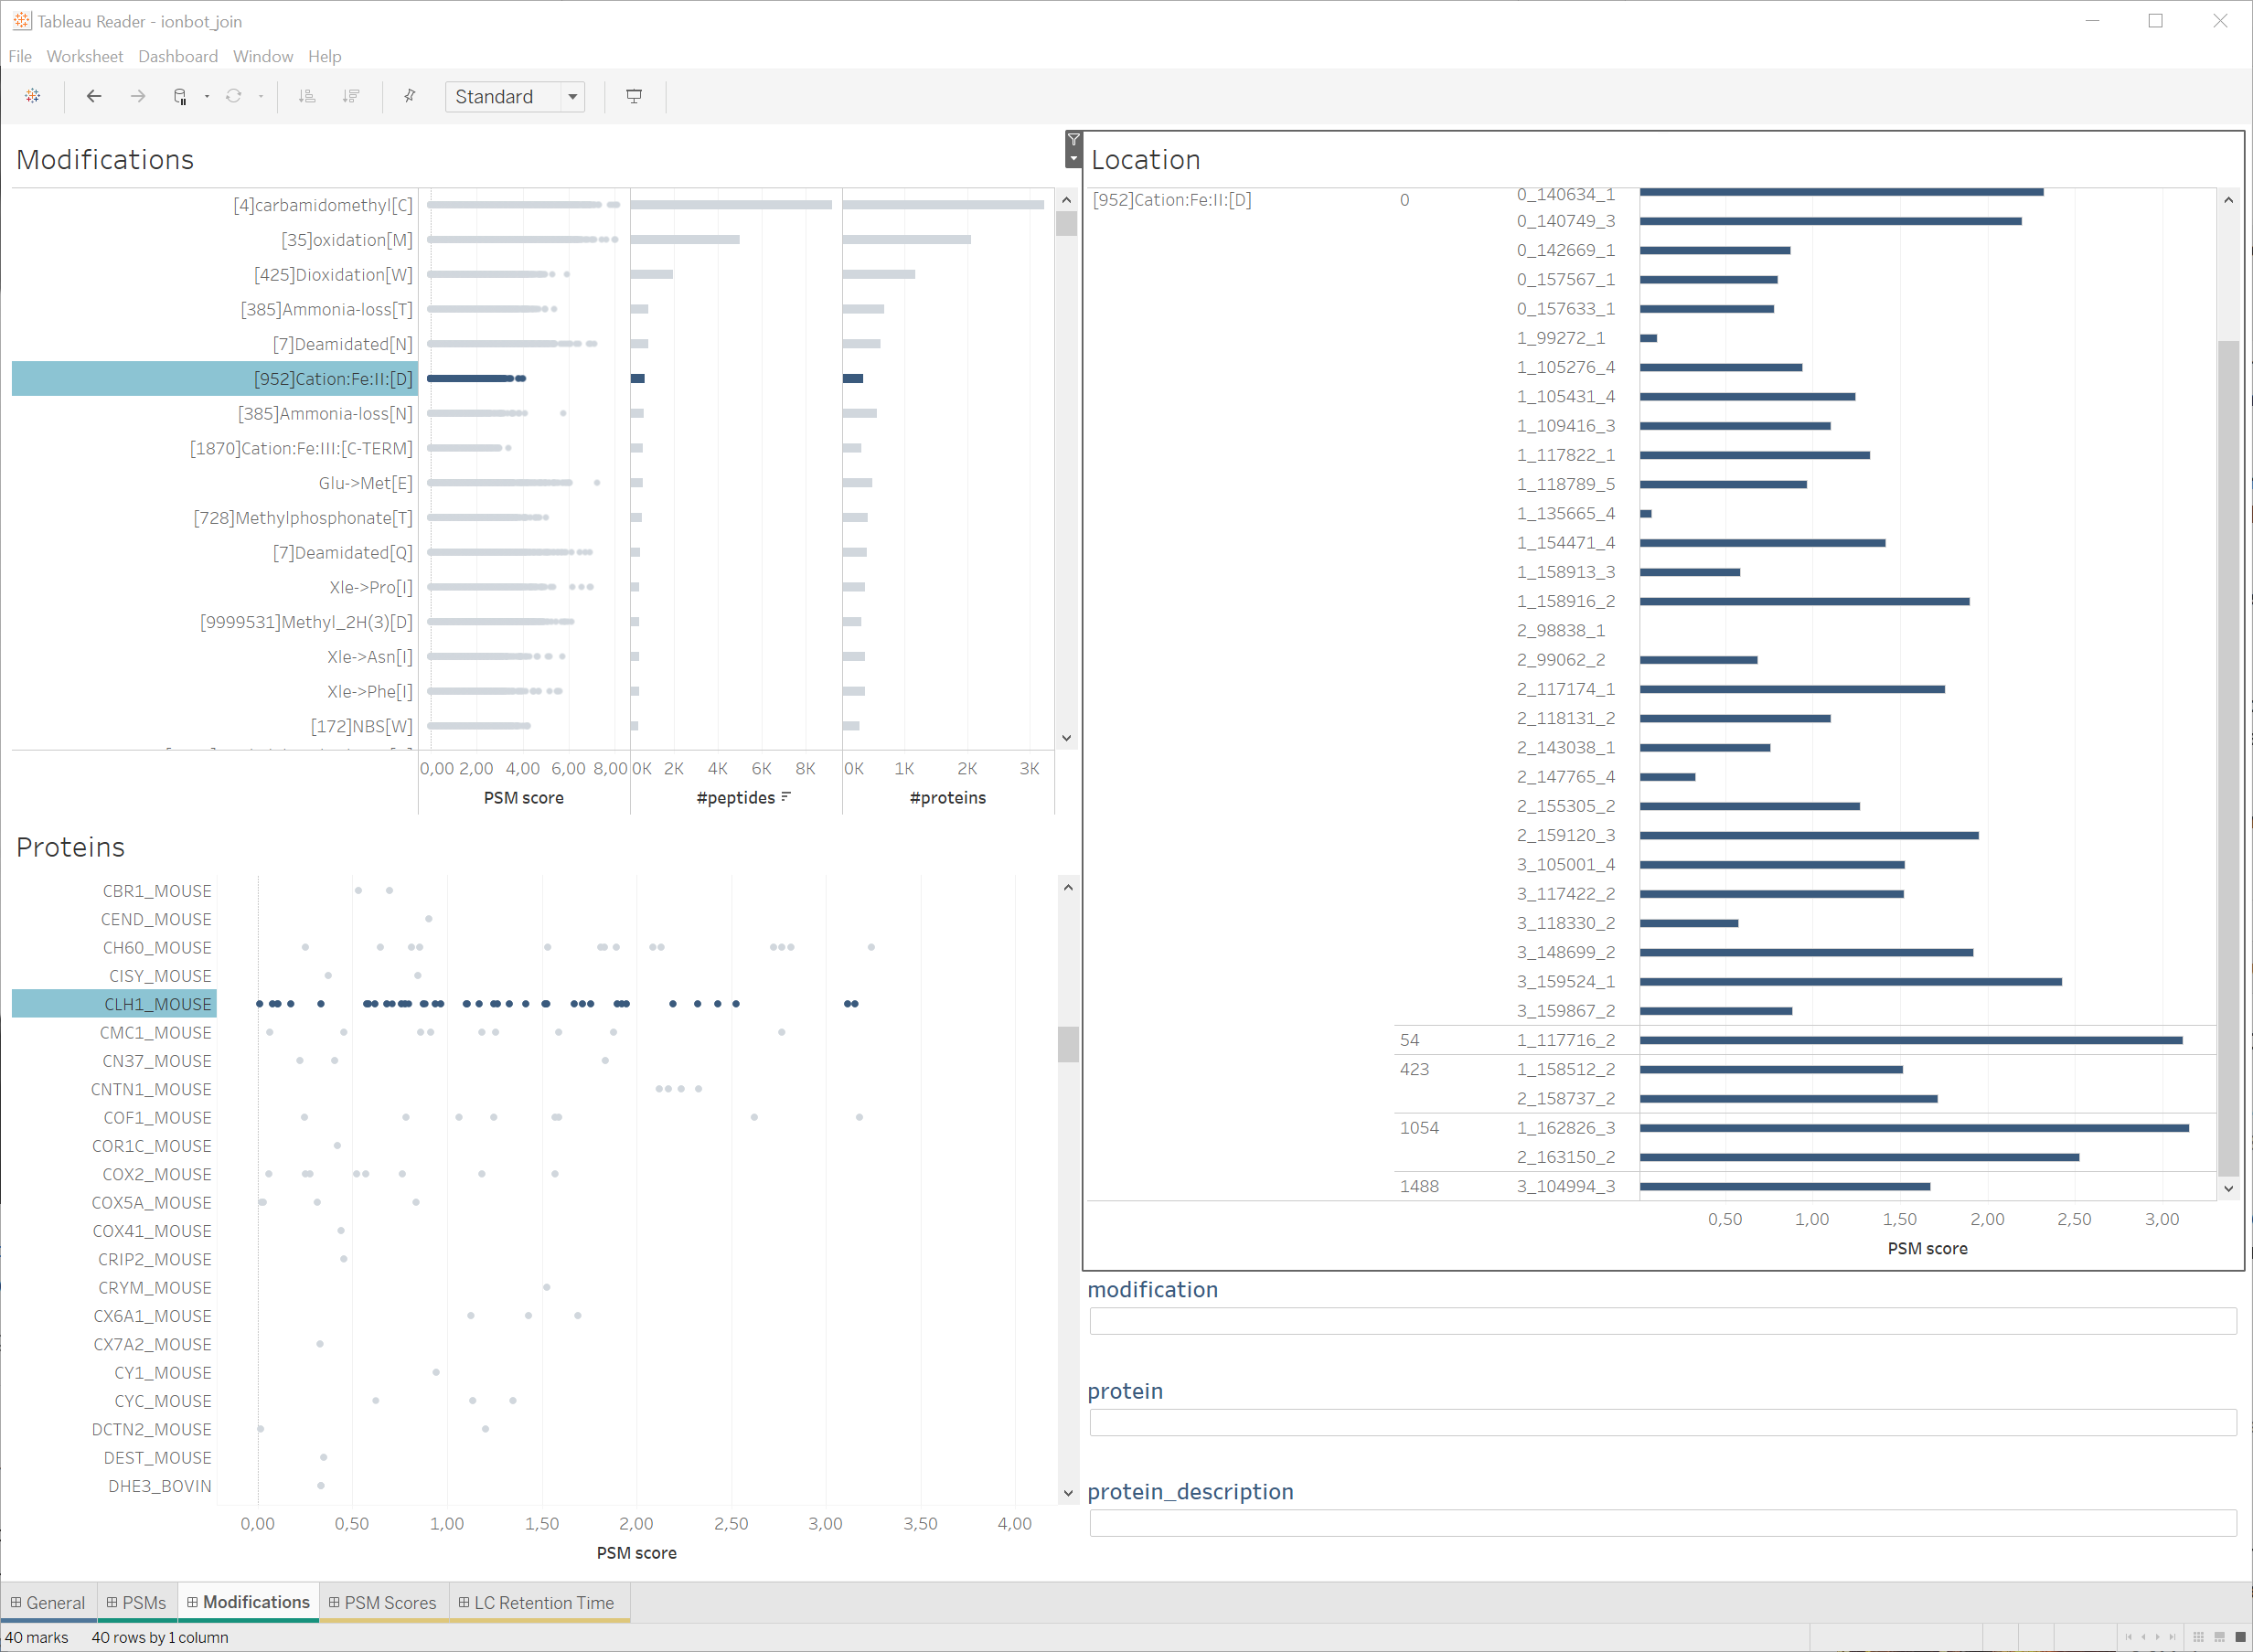 Tableau Reader - ionbot_join
File Worksheet Dashboard Window Help
Standard
Modifications
[4]carbamidomethyl[C]
[35]oxidation[M]
[425]Dioxidation[W]
[385]Ammonia-loss[T]
[7]Deamidated[N]
[952]Cation:Fe:II:[D]
[385]Ammonia-loss[N]
[1870]Cation:Fe:III:[C-TERM]
Glu->Met[E]
[728]Methylphosphonate[T]
[7]Deamidated[Q]
Xle->Pro[I]
[9999531]Methyl_2H(3)[D]
Xle->Asn[I]
Xle->Phe[I]
[172]NBS[W]
0,00 2,00 4,00 6,00 8,00 0K 2K 4K 6K 8K 0K 1K 2K 3K
PSM score #peptides #proteins
Proteins
CBR1_MOUSE
CEND_MOUSE
CH60_MOUSE
CISY_MOUSE
CLH1_MOUSE
CMC1_MOUSE
CN37_MOUSE
CNTN1_MOUSE
COF1_MOUSE
COR1C_MOUSE
COX2_MOUSE
COX5A_MOUSE
COX41_MOUSE
CRIP2_MOUSE
CRYM_MOUSE
CX6A1_MOUSE
CX7A2_MOUSE
CY1_MOUSE
CYC_MOUSE
DCTN2_MOUSE
DEST_MOUSE
DHE3_BOVIN
0,00 0,50 1,00 1,50 2,00 2,50 3,00 3,50 4,00
PSM score
Location
[952]Cation:Fe:II:[D] 0 0_140634_1
0_140749_3
0_142669_1
0_157567_1
0_157633_1
1_99272_1
1_105276_4
1_105431_4
1_109416_3
1_117822_1
1_118789_5
1_135665_4
1_154471_4
1_158913_3
1_158916_2
2_98838_1
2_99062_2
2_117174_1
2_118131_2
2_143038_1
2_147765_4
2_155305_2
2_159120_3
3_105001_4
3_117422_2
3_118330_2
3_148699_2
3_159524_1
3_159867_2
54 1_117716_2
423 1_158512_2
2_158737_2
1054 1_162826_3
2_163150_2
1488 3_104994_3
0,50 1,00 1,50 2,00 2,50 3,00
PSM score
modification
protein
protein_description
General PSMs Modifications PSM Scores LC Retention Time
40 marks 40 rows by 1 column